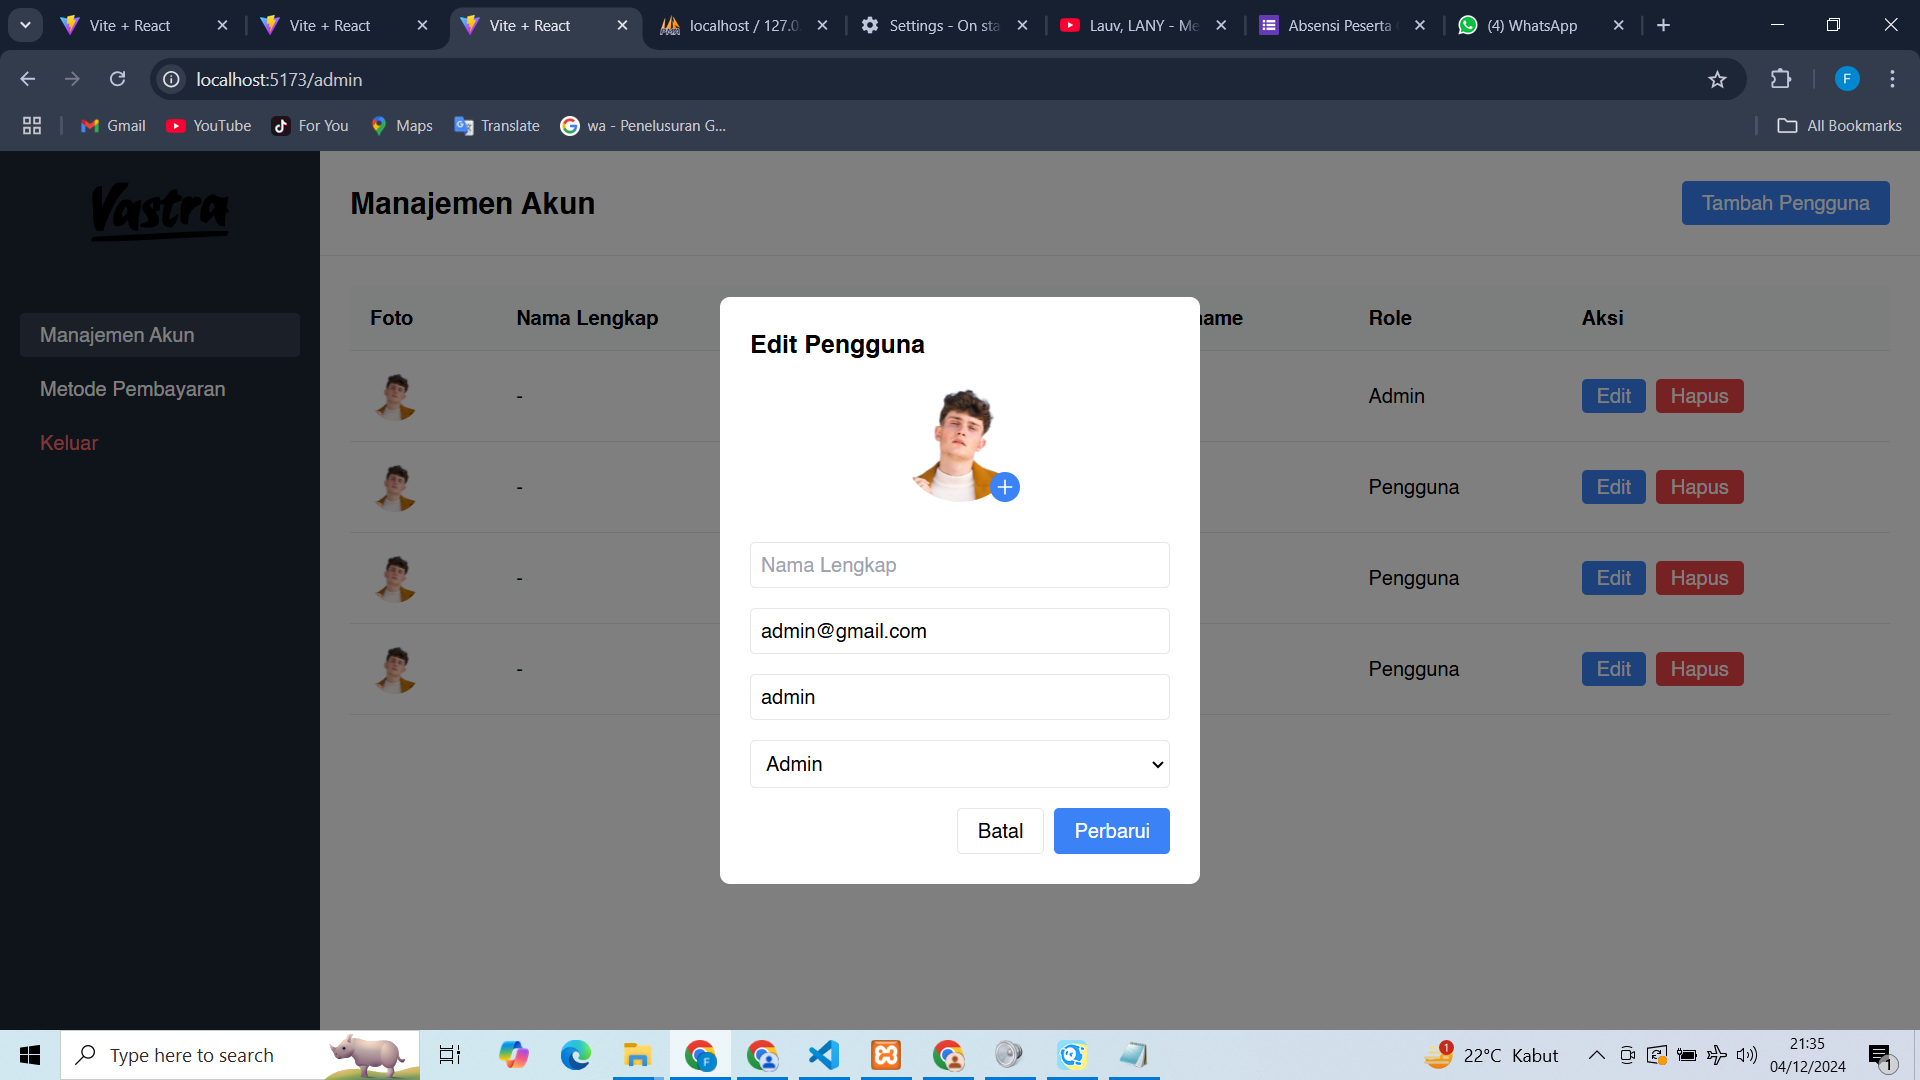 Vite + React
Vite + React
Vite + React
localhost / 127.0.
Settings - On sta
Lauv, LANY - Me
Absensi Peserta
(4) WhatsApp
localhost:5173/admin
F
Gmail
YouTube
For You
Maps
Translate
wa - Penelusuran G...
All Bookmarks
Vastra
Manajemen Akun
Metode Pembayaran
Keluar
Manajemen Akun
Tambah Pengguna
Foto
Nama Lengkap
name
Role
Aksi
-
Admin
Edit
Hapus
-
Pengguna
Edit
Hapus
-
Pengguna
Edit
Hapus
-
Pengguna
Edit
Hapus
Edit Pengguna
Nama Lengkap
admin@gmail.com
admin
Admin
Batal
Perbarui
Type here to search
F
1
22°C Kabut
21:35
04/12/2024
1